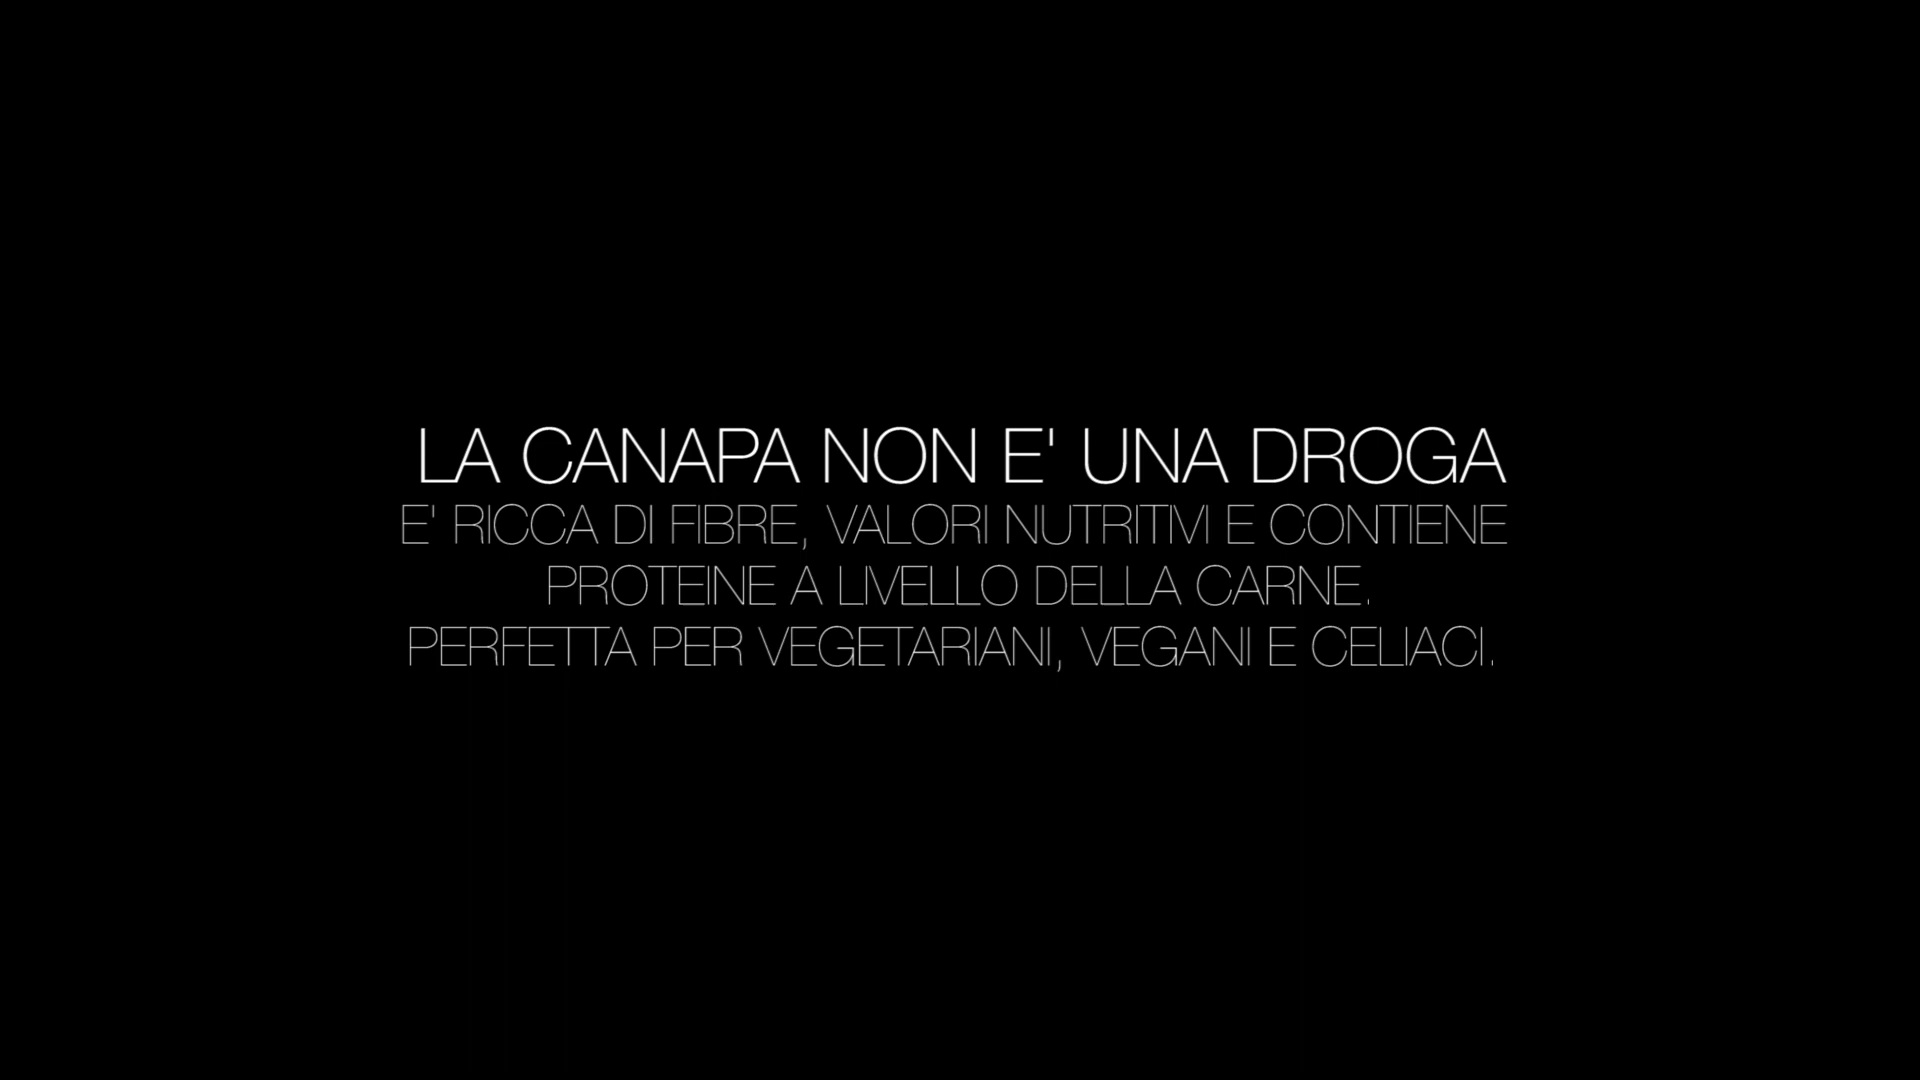 LA CANAPA NON E' UNA DROGA
E' RICCA DI FIBRE, VALORI NUTRITIVI E CONTIENE
PROTEINE A LIVELLO DELLA CARNE.
PERFETTA PER VEGETARIANI, VEGANI E CELIACI.